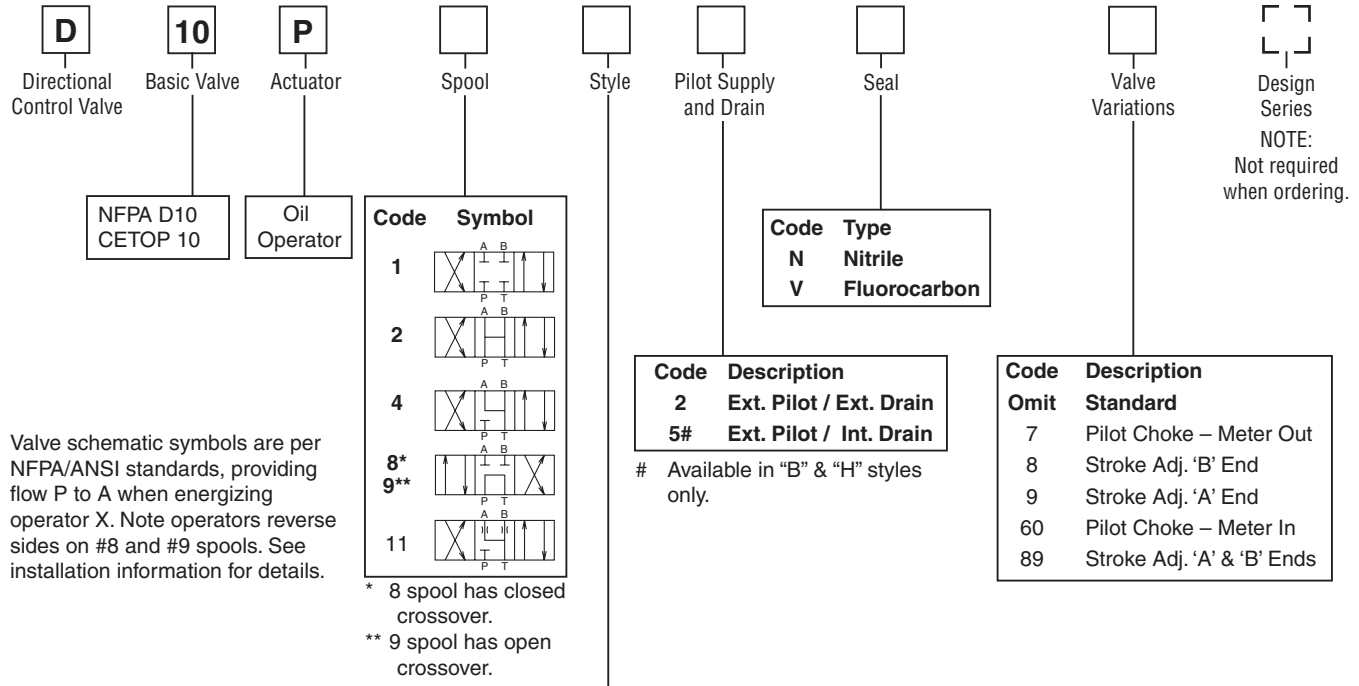 D 10 P
Directional
Control Valve
Basic Valve
Actuator
Spool
Style
Pilot Supply
and Drain
Seal
Valve
Variations
Design
Series
NOTE:
Not required
when ordering.
NFPA D10
CETOP 10
Oil
Operator
Code Symbol
A B
1
P T
A B
2
P T
A B
4
P T
A B
8*
9**
P T
A B
11
P T
* 8 spool has closed
crossover.
** 9 spool has open
crossover.
Code Type
N Nitrile
V Fluorocarbon
Code Description
2 Ext. Pilot / Ext. Drain
5# Ext. Pilot / Int. Drain
# Available in “B” & “H” styles
only.
Code Description
Omit Standard
7 Pilot Choke – Meter Out
8 Stroke Adj. ‘B’ End
9 Stroke Adj. ‘A’ End
60 Pilot Choke – Meter In
89 Stroke Adj. ‘A’ & ‘B’ Ends
Valve schematic symbols are per
NFPA/ANSI standards, providing
flow P to A when energizing
operator X. Note operators reverse
sides on #8 and #9 spools. See
installation information for details.